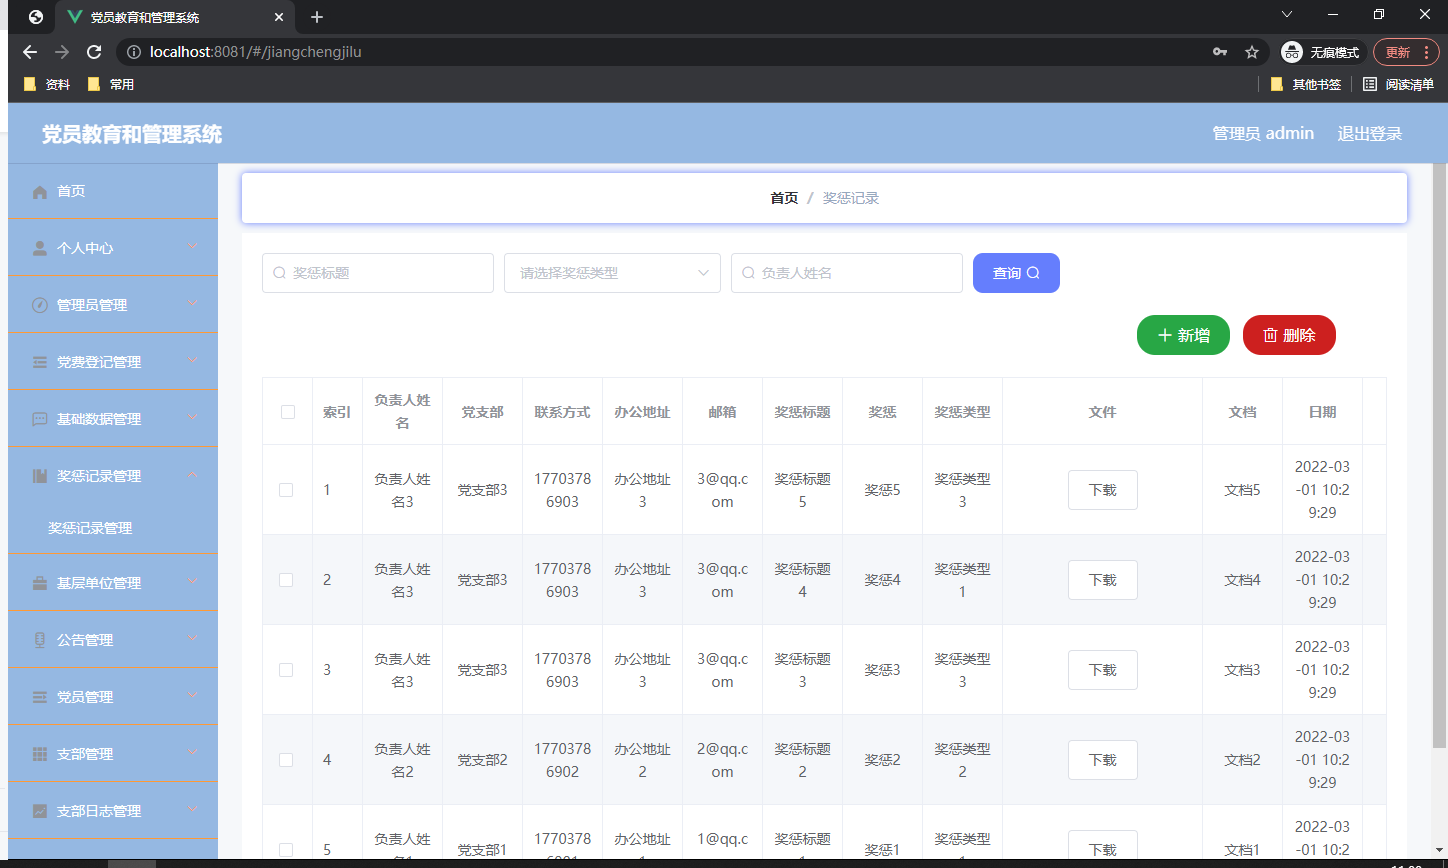 党员教育和管理系统
localhost:8081/#/jiangchengjilu
无痕模式
更新
资料
常用
其他书签
阅读清单
党员教育和管理系统
管理员 admin
退出登录
首页
个人中心
管理员管理
党费登记管理
基础数据管理
奖惩记录管理
奖惩记录管理
基层单位管理
公告管理
党员管理
支部管理
支部日志管理
首页 / 奖惩记录
奖惩标题
请选择奖惩类型
负责人姓名
查询
新增
删除
索引 负责人姓名 党支部 联系方式 办公地址 邮箱 奖惩标题 奖惩 奖惩类型 文件 文档 日期
1 负责人姓名3 党支部3 17703786903 办公地址3 3@qq.com 奖惩标题5 奖惩5 奖惩类型3 下载 文档5 2022-03-01 10:29:29
2 负责人姓名3 党支部3 17703786903 办公地址3 3@qq.com 奖惩标题4 奖惩4 奖惩类型1 下载 文档4 2022-03-01 10:29:29
3 负责人姓名3 党支部3 17703786903 办公地址3 3@qq.com 奖惩标题3 奖惩3 奖惩类型3 下载 文档3 2022-03-01 10:29:29
4 负责人姓名2 党支部2 17703786902 办公地址2 2@qq.com 奖惩标题2 奖惩2 奖惩类型2 下载 文档2 2022-03-01 10:29:29
5 负责人姓 党支部1 1770378 办公地址 1@qq.c 奖惩标题 奖惩1 奖惩类型 下载 文档1 2022-03-01 10:2